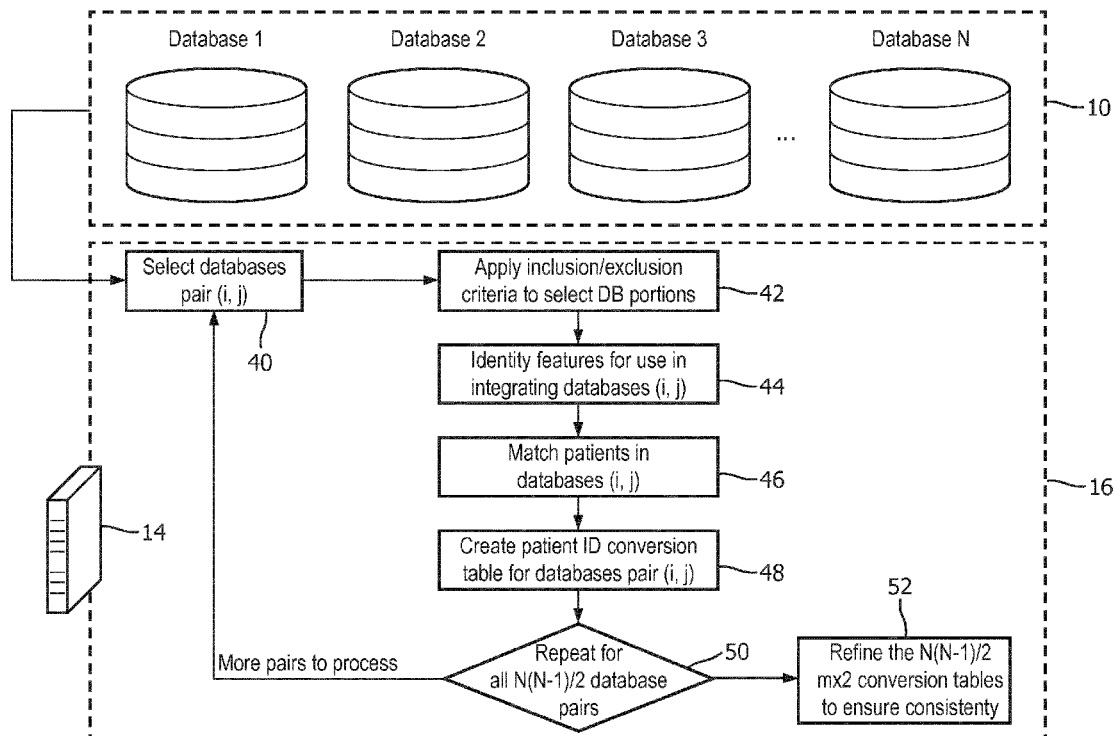 Database 1
Database 2
Database 3
Database N
...
10
Select databases
pair (i, j)
40
Apply inclusion/exclusion
criteria to select DB portions
42
Identity features for use in
integrating databases (i, j)
44
Match patients in
databases (i, j)
46
16
14
Create patient ID conversion
table for databases pair (i, j)
48
52
More pairs to process
Repeat for
all N(N-1)/2 database
pairs
50
Refine the N(N-1)/2
mx2 conversion tables
to ensure consistenty